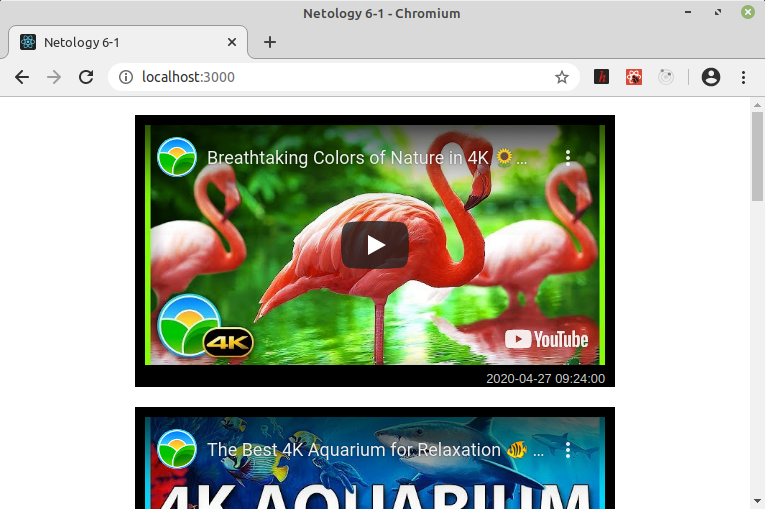 Netology 6-1 - Chromium
Netology 6-1
localhost:3000
h
Breathtaking Colors of Nature in 4K 🌻 ...
4K
YouTube
2020-04-27 09:24:00
The Best 4K Aquarium for Relaxation 🐠 ...
4K AQUARIUM